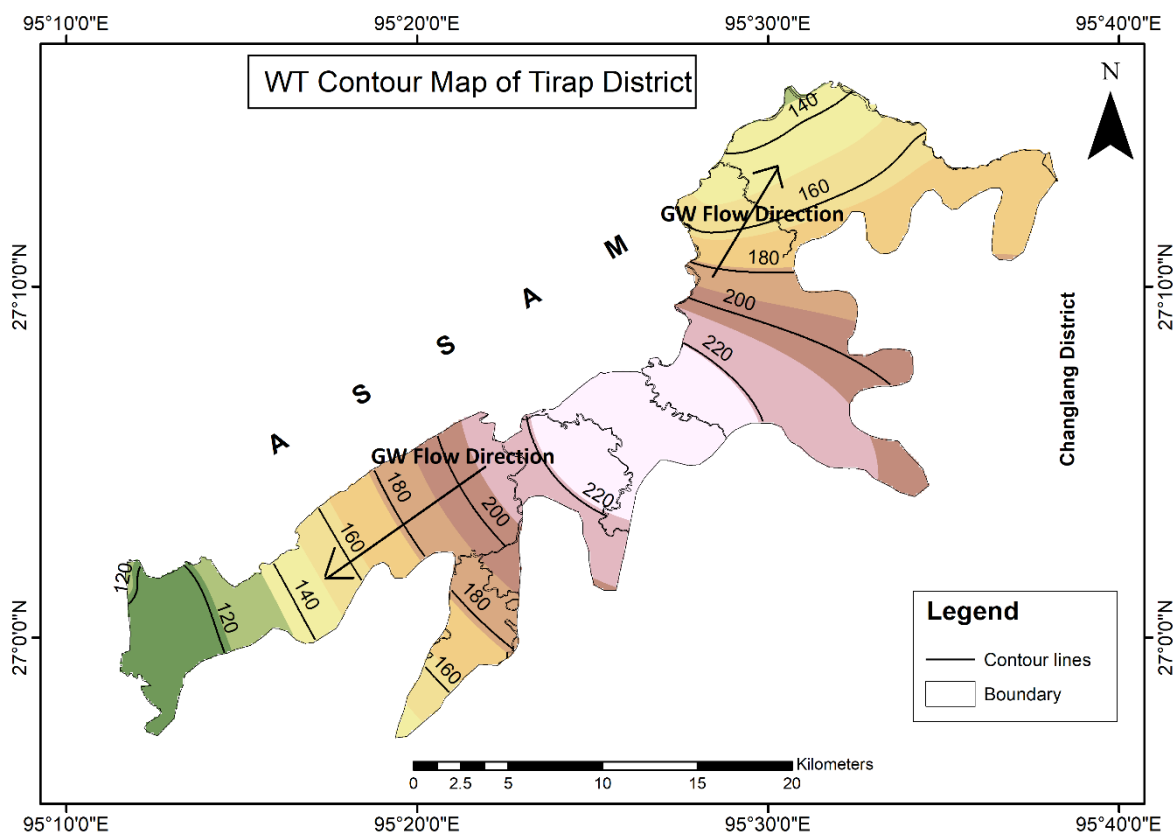 95°10'0"E 95°20'0"E 95°30'0"E 95°40'0"E
WT Contour Map of Tirap District
N
140
160
GW Flow Direction
180
27°10'0"N
27°10'0"N
200
220
A S S A M
Changlang District
GW Flow Direction
220
200
180
160
140
120
120
180
160
27°0'0"N
27°0'0"N
Legend
Contour lines
Boundary
Kilometers
0 2.5 5 10 15 20
95°10'0"E 95°20'0"E 95°30'0"E 95°40'0"E